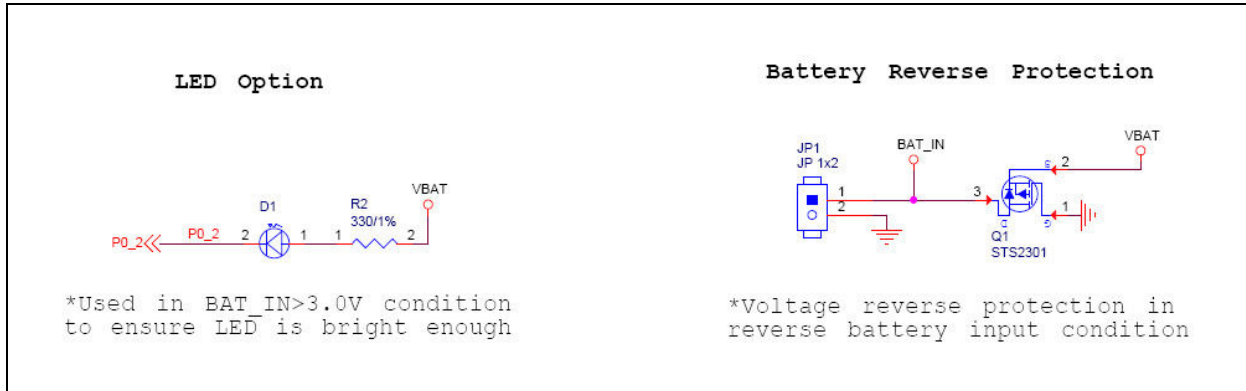 LED Option
Battery Reverse Protection
JP1
JP 1x2
BAT_IN
VBAT
S
2
1
2
3
1
D
G
Q1
STS2301
D1
R2
330/1%
VBAT
P0_2
P0_2
2
1
1
2
*Used in BAT_IN>3.0V condition
to ensure LED is bright enough
*Voltage reverse protection in
reverse battery input condition